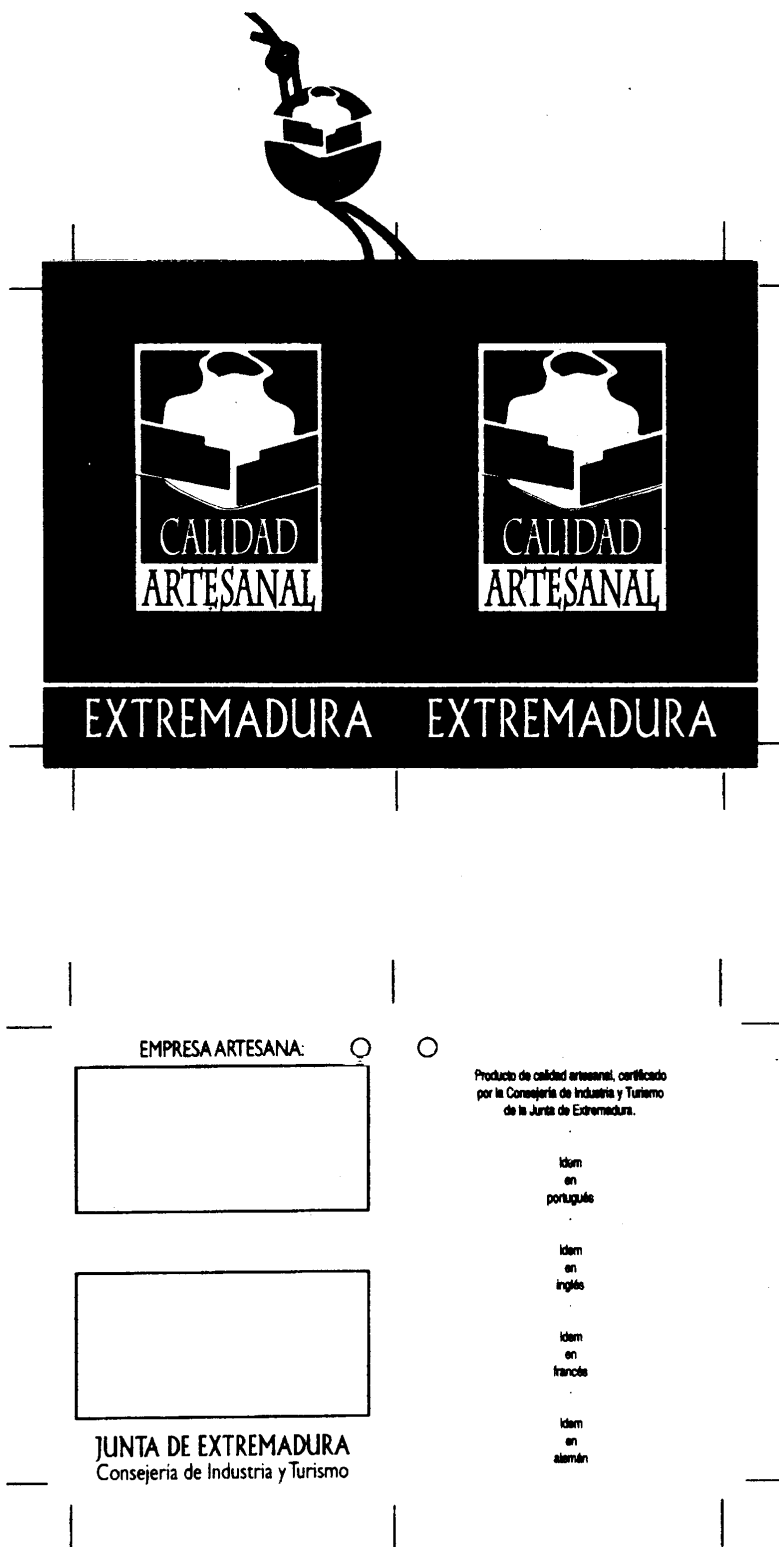 CALIDAD
ARTESANAL
CALIDAD
ARTESANAL
EXTREMADURA
EXTREMADURA
EMPRESA ARTESANA:
JUNTA DE EXTREMADURA
Consejería de Industria y Turismo
Producto de calidad artesanal, certificado
por la Consejería de Industria y Turismo
de la Junta de Extremadura.
Idem
en
portugués
Idem
en
inglés
Idem
en
francés
Idem
en
alemán